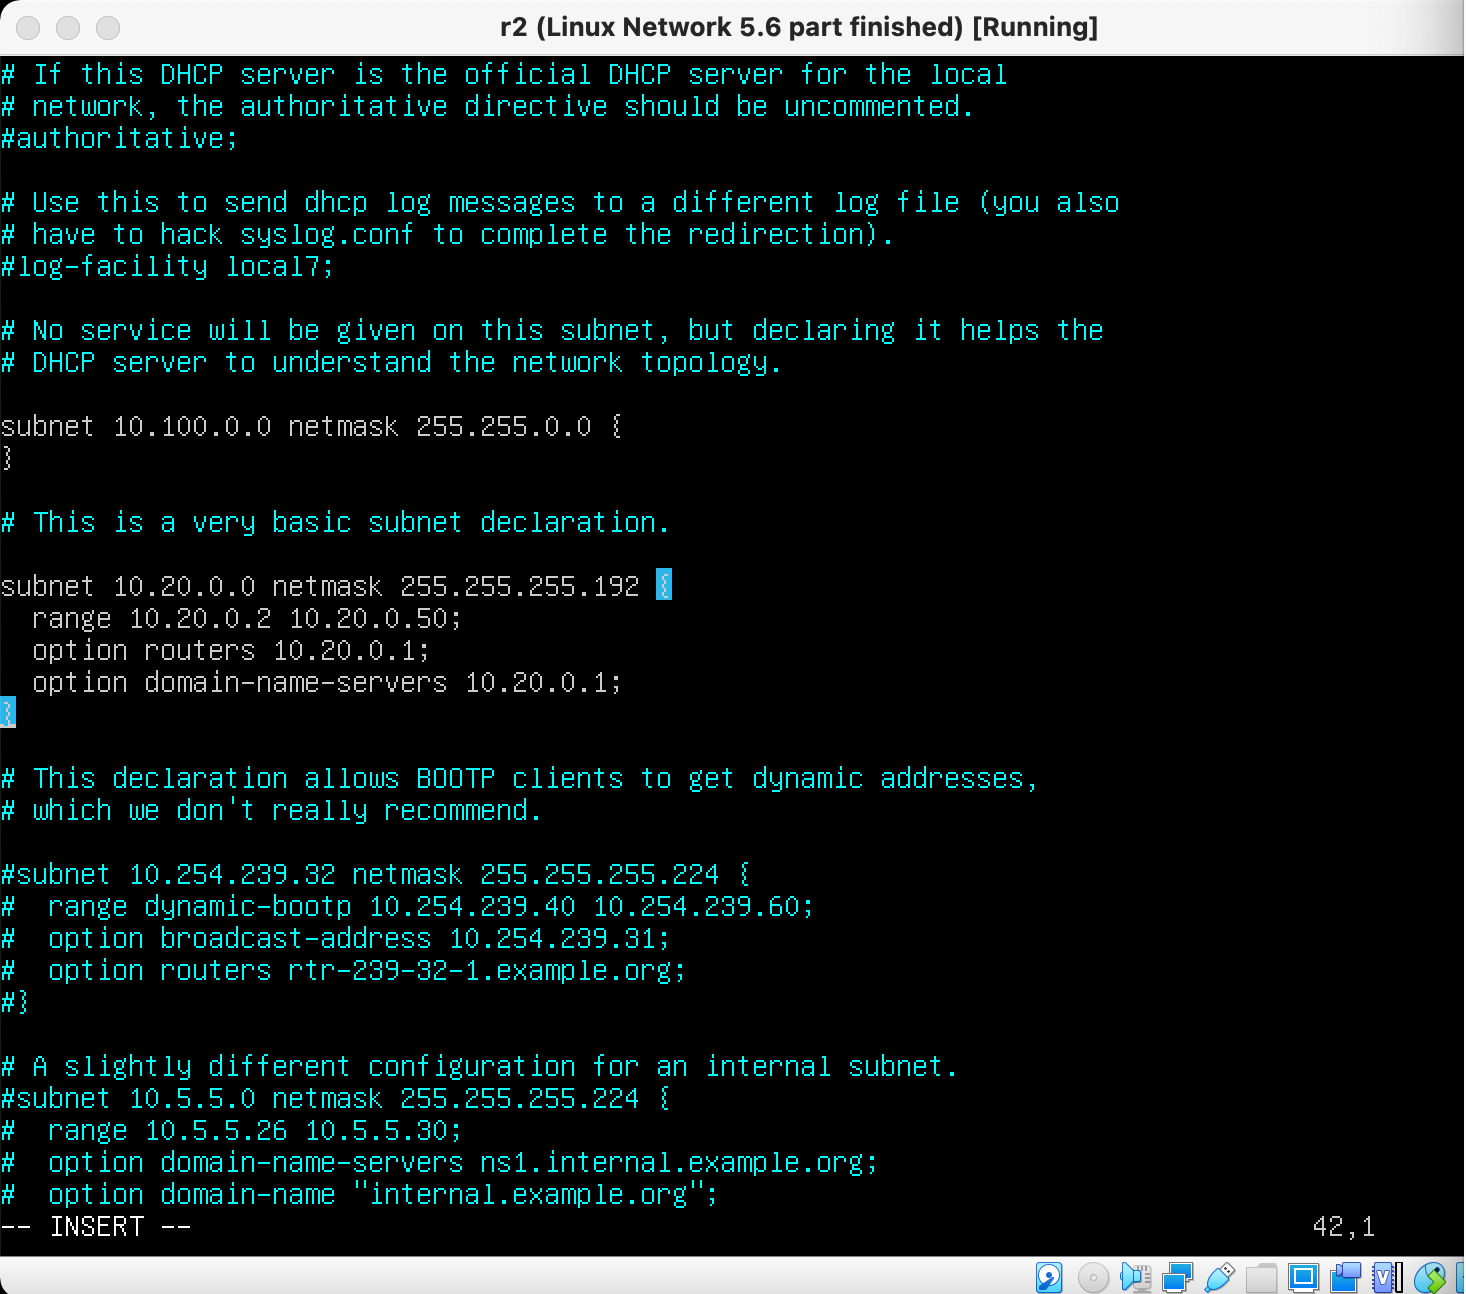 r2 (Linux Network 5.6 part finished) [Running]
# If this DHCP server is the official DHCP server for the local
# network, the authoritative directive should be uncommented.
#authoritative;
# Use this to send dhcp log messages to a different log file (you also
# have to hack syslog.conf to complete the redirection).
#log-facility local7;
# No service will be given on this subnet, but declaring it helps the
# DHCP server to understand the network topology.
subnet 10.100.0.0 netmask 255.255.0.0 {
}
# This is a very basic subnet declaration.
subnet 10.20.0.0 netmask 255.255.255.192 {
  range 10.20.0.2 10.20.0.50;
  option routers 10.20.0.1;
  option domain-name-servers 10.20.0.1;
}
# This declaration allows BOOTP clients to get dynamic addresses,
# which we don't really recommend.
#subnet 10.254.239.32 netmask 255.255.255.224 {
#  range dynamic-bootp 10.254.239.40 10.254.239.60;
#  option broadcast-address 10.254.239.31;
#  option routers rtr-239-32-1.example.org;
#}
# A slightly different configuration for an internal subnet.
#subnet 10.5.5.0 netmask 255.255.255.224 {
#  range 10.5.5.26 10.5.5.30;
#  option domain-name-servers ns1.internal.example.org;
#  option domain-name "internal.example.org";
-- INSERT -- 42,1